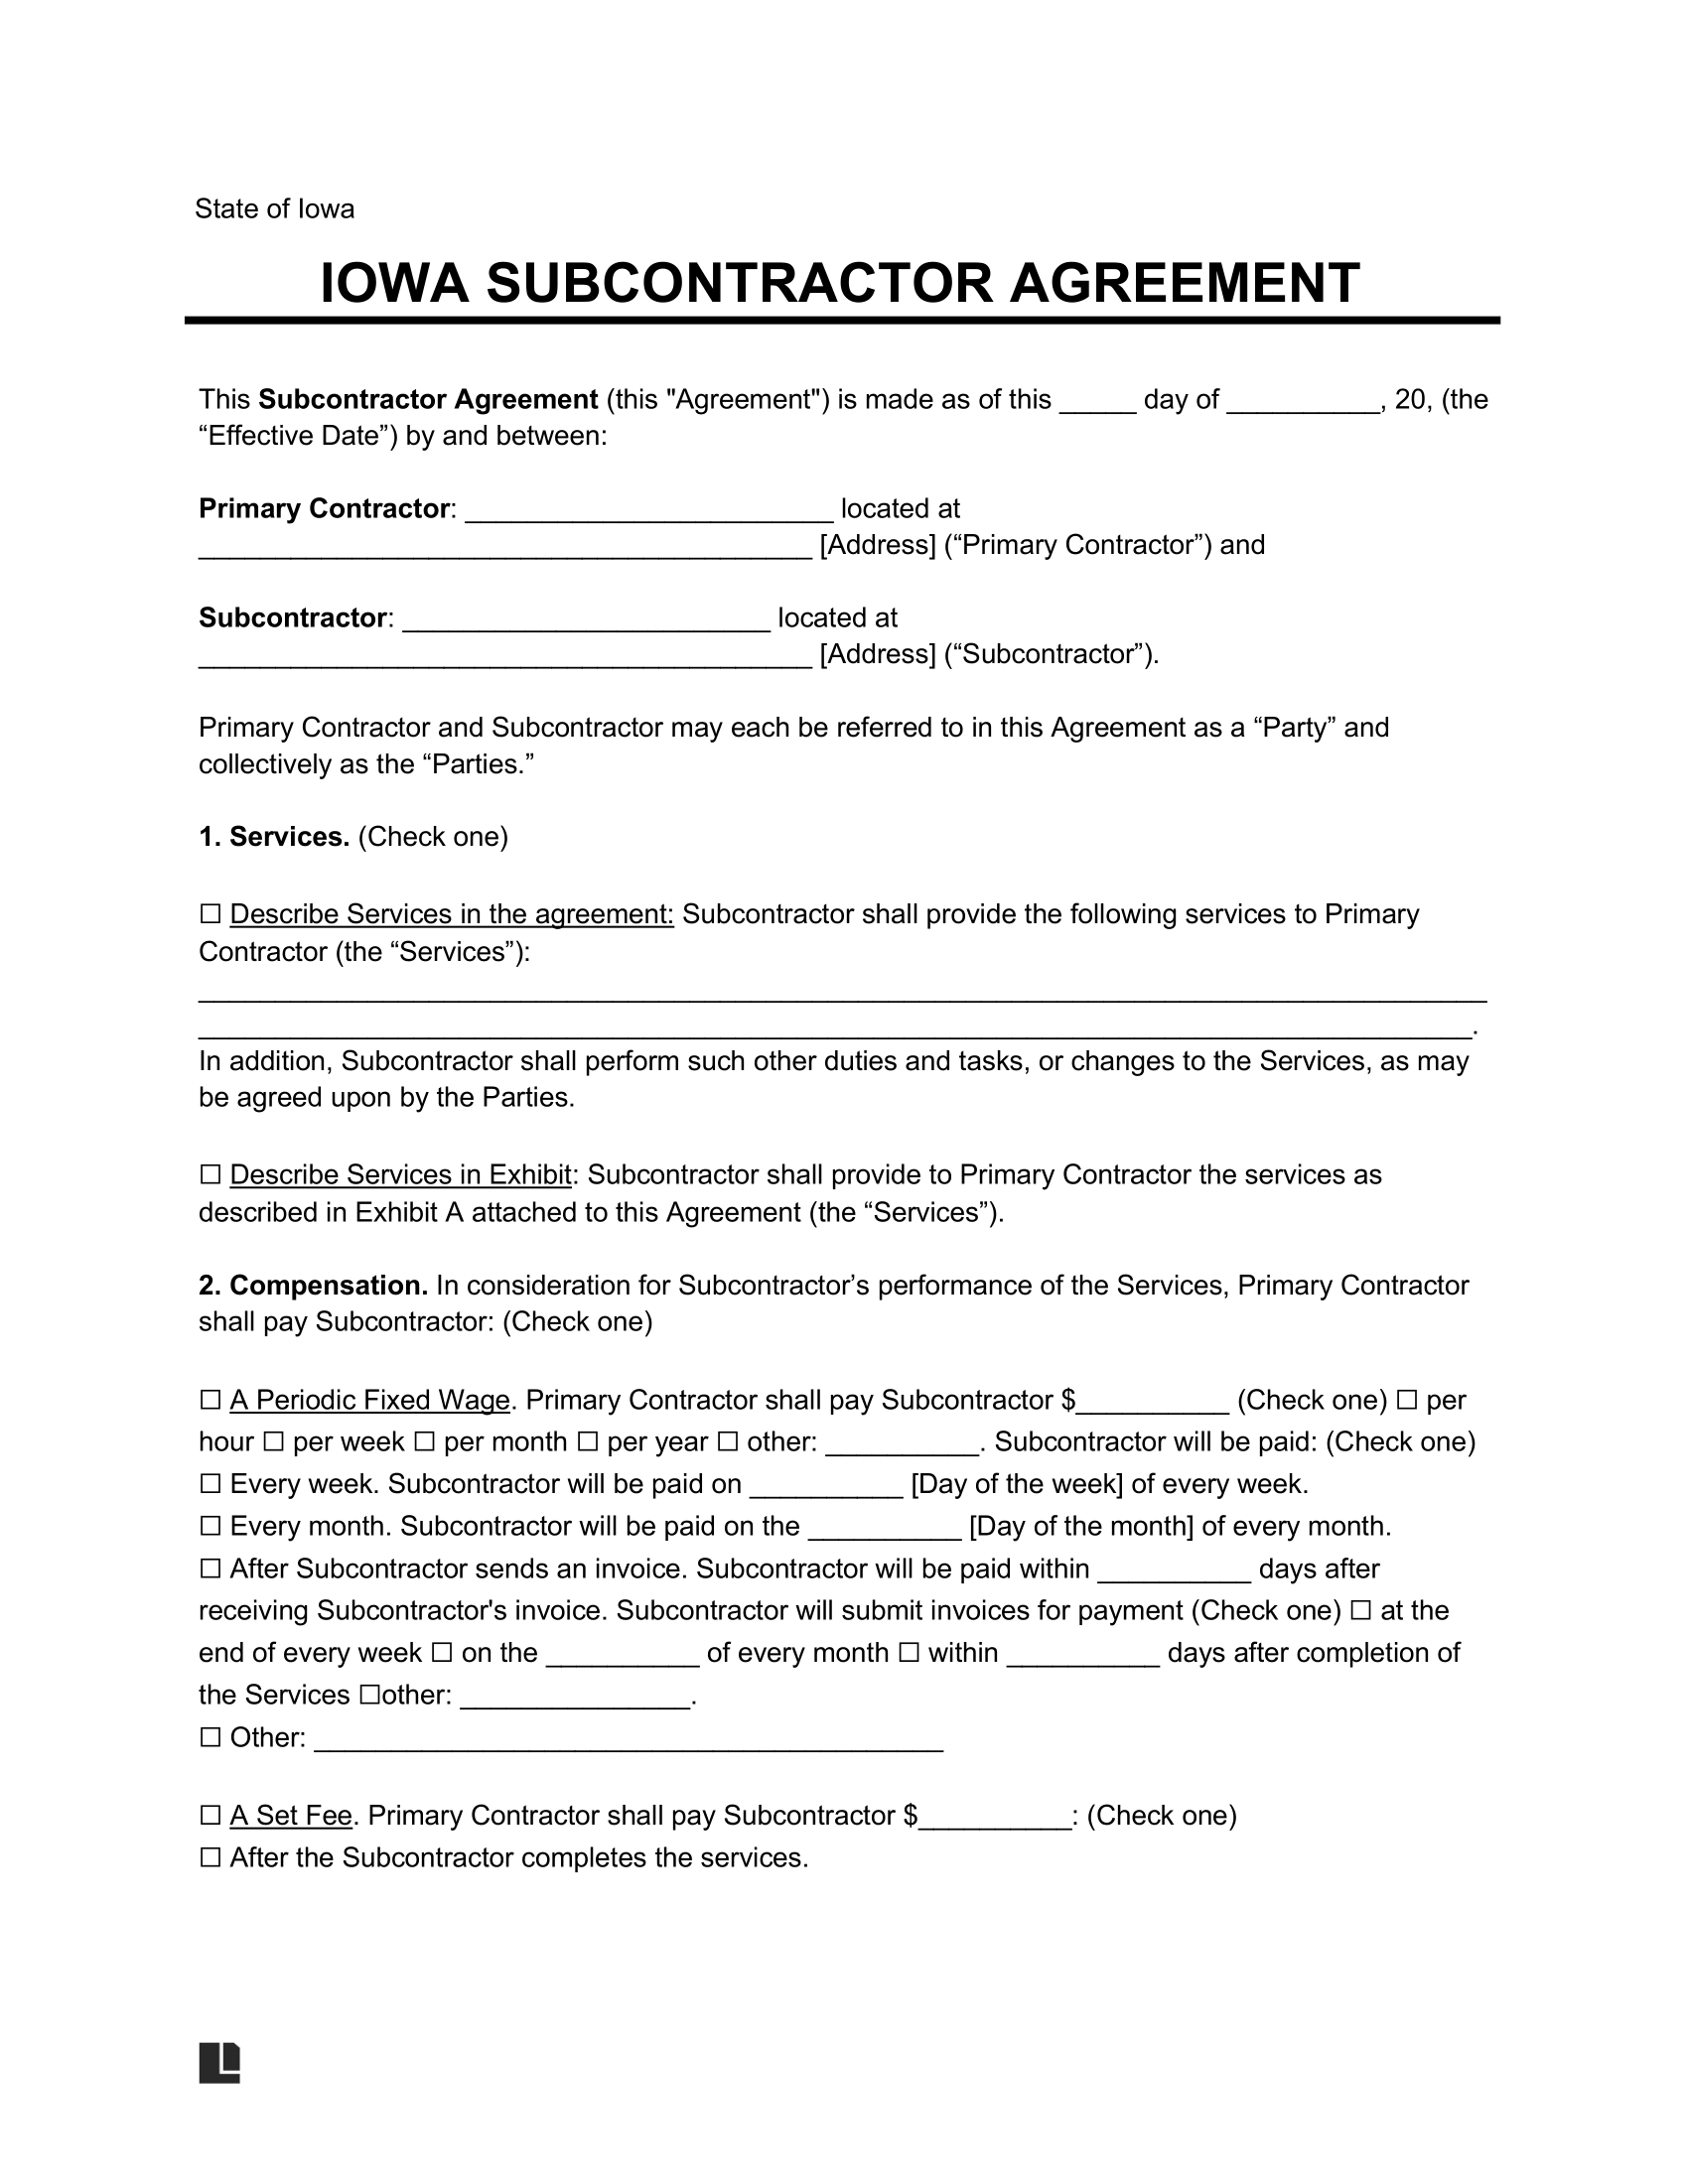 State of Iowa
IOWA SUBCONTRACTOR AGREEMENT
This Subcontractor Agreement (this "Agreement") is made as of this _____ day of __________, 20, (the
“Effective Date”) by and between:
Primary Contractor: ________________________ located at
________________________________________ [Address] (“Primary Contractor”) and
Subcontractor: ________________________ located at
________________________________________ [Address] (“Subcontractor”).
Primary Contractor and Subcontractor may each be referred to in this Agreement as a “Party” and
collectively as the “Parties.”
1. Services. (Check one)
☐ Describe Services in the agreement: Subcontractor shall provide the following services to Primary
Contractor (the “Services”):
____________________________________________________________________________________
___________________________________________________________________________________.
In addition, Subcontractor shall perform such other duties and tasks, or changes to the Services, as may
be agreed upon by the Parties.
☐ Describe Services in Exhibit: Subcontractor shall provide to Primary Contractor the services as
described in Exhibit A attached to this Agreement (the “Services”).
2. Compensation. In consideration for Subcontractor’s performance of the Services, Primary Contractor
shall pay Subcontractor: (Check one)
☐ A Periodic Fixed Wage. Primary Contractor shall pay Subcontractor $__________ (Check one) ☐ per
hour ☐ per week ☐ per month ☐ per year ☐ other: __________. Subcontractor will be paid: (Check one)
☐ Every week. Subcontractor will be paid on __________ [Day of the week] of every week.
☐ Every month. Subcontractor will be paid on the __________ [Day of the month] of every month.
☐ After Subcontractor sends an invoice. Subcontractor will be paid within __________ days after
receiving Subcontractor's invoice. Subcontractor will submit invoices for payment (Check one) ☐ at the
end of every week ☐ on the __________ of every month ☐ within __________ days after completion of
the Services ☐other: _______________.
☐ Other: _________________________________________
☐ A Set Fee. Primary Contractor shall pay Subcontractor $__________: (Check one)
☐ After the Subcontractor completes the services.